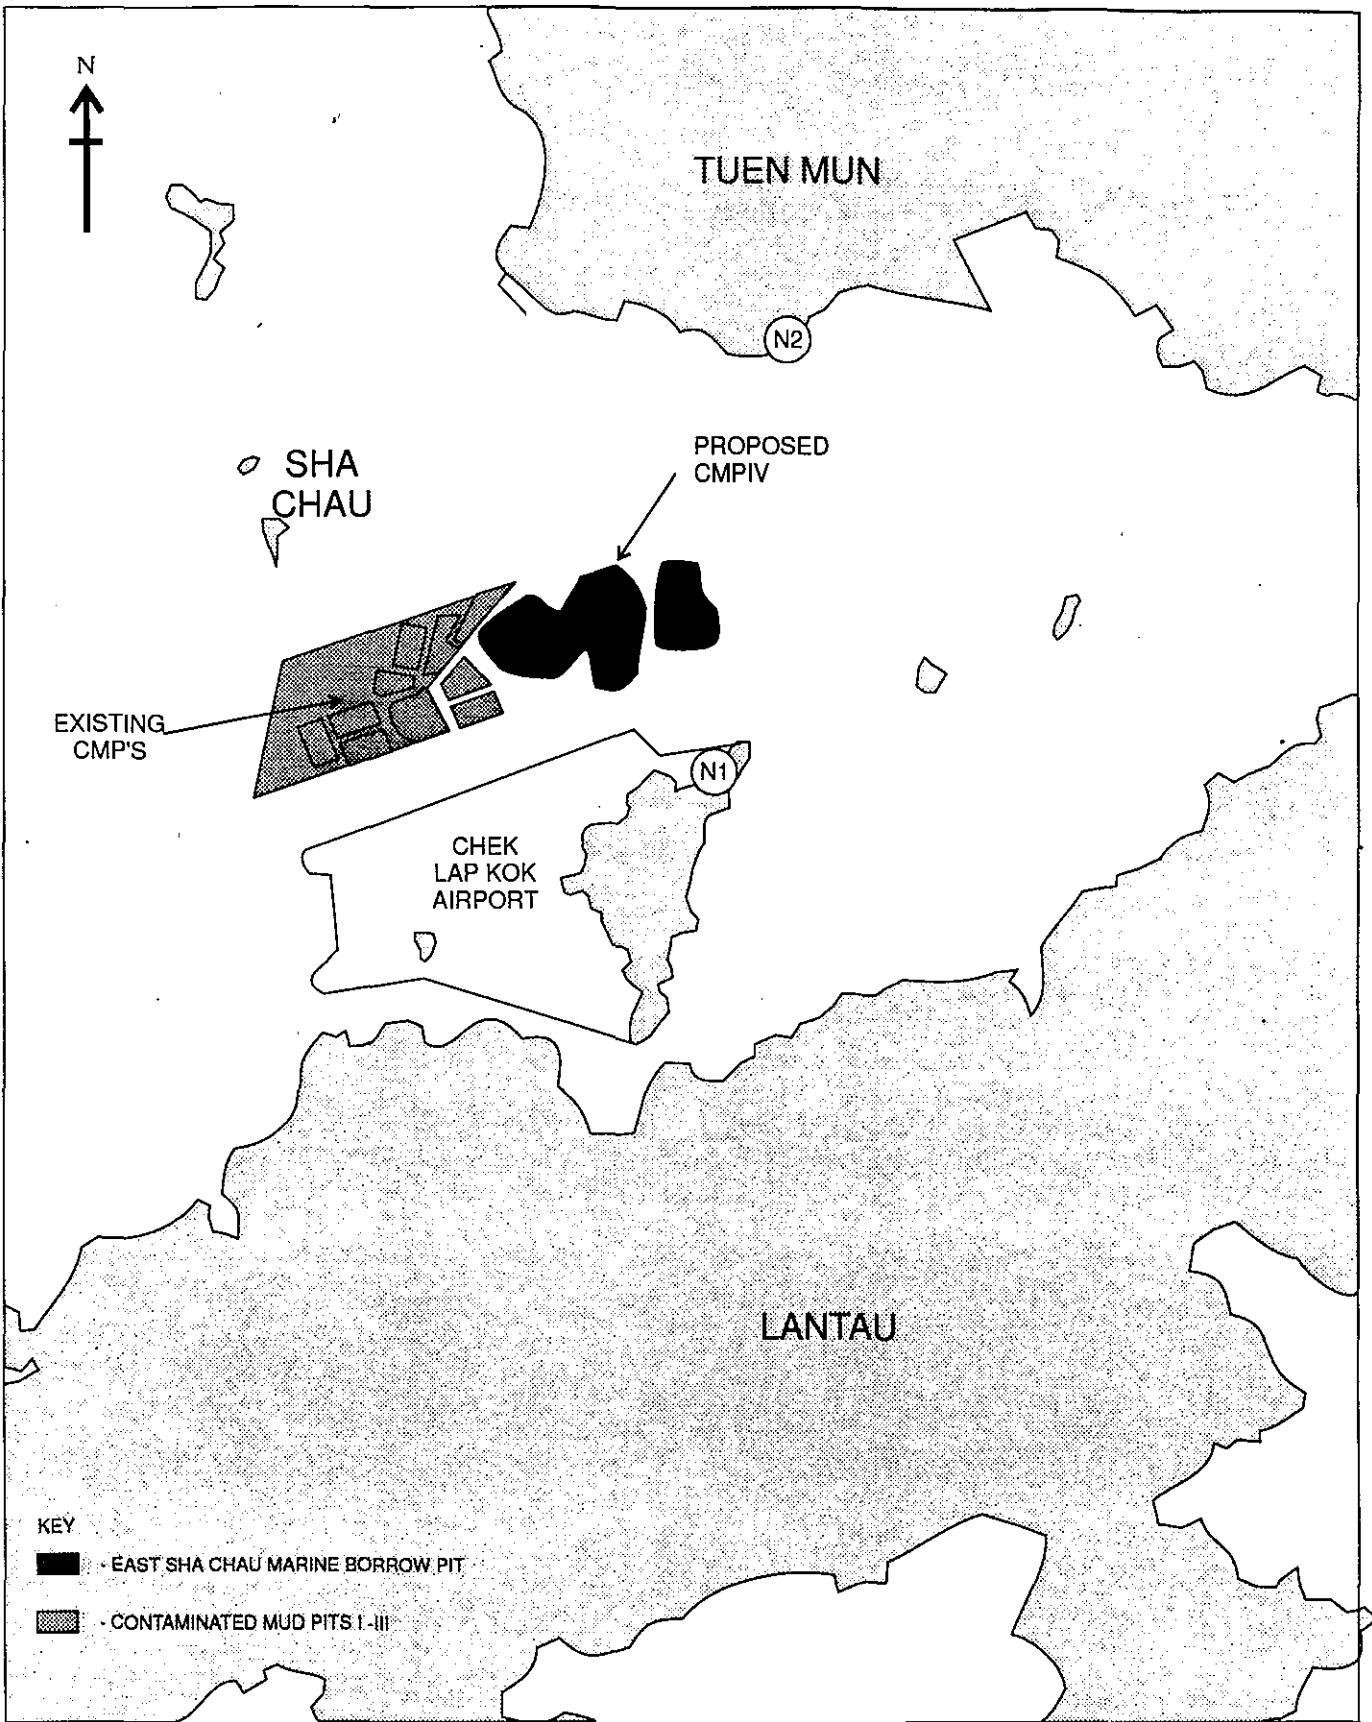 N
TUEN MUN
N2
PROPOSED
CMPIV
SHA
CHAU
EXISTING
CMP'S
N1
CHEK
LAP KOK
AIRPORT
LANTAU
KEY
- EAST SHA CHAU MARINE BORROW PIT
- CONTAMINATED MUD PITS I -III